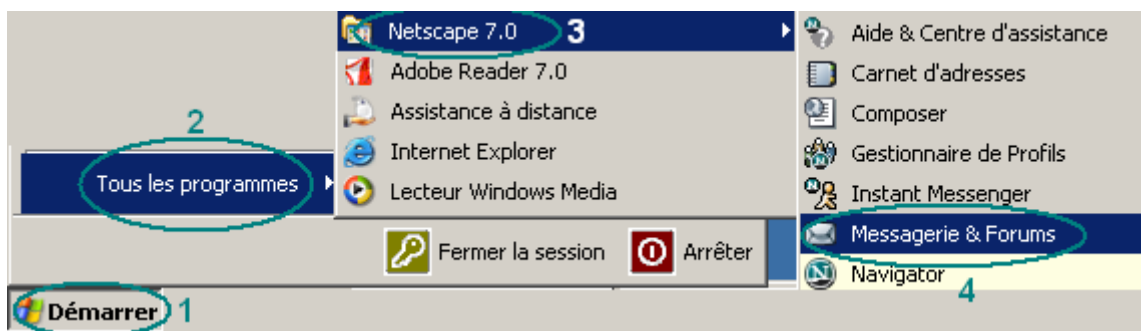 Netscape 7.0 3
Adobe Reader 7.0
Assistance à distance
Internet Explorer
Lecteur Windows Media
Aide & Centre d'assistance
Carnet d'adresses
Composer
Gestionnaire de Profils
Instant Messenger
Messagerie & Forums
Navigator
4
2
Tous les programmes
Fermer la session
Arrêter
Démarrer 1